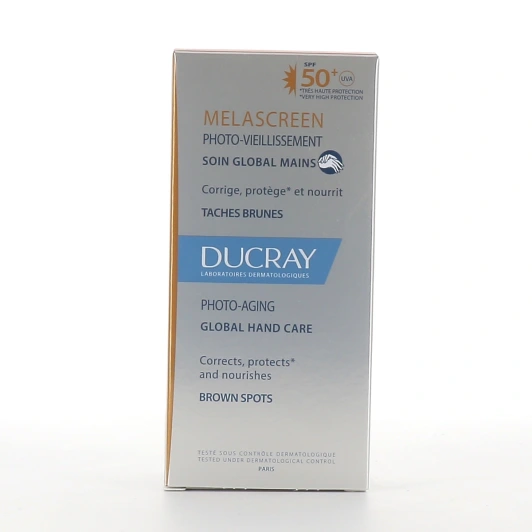 SPF
50+ UVA
*TRÈS HAUTE PROTECTION
*VERY HIGH PROTECTION
MELASCREEN
PHOTO-VIEILLISSEMENT
SOIN GLOBAL MAINS
Corrige, protège* et nourrit
TACHES BRUNES
DUCRAY
LABORATOIRES DERMATOLOGIQUES
PHOTO-AGING
GLOBAL HAND CARE
Corrects, protects*
and nourishes
BROWN SPOTS
TESTÉ SOUS CONTRÔLE DERMATOLOGIQUE
TESTED UNDER DERMATOLOGICAL CONTROL
PARIS